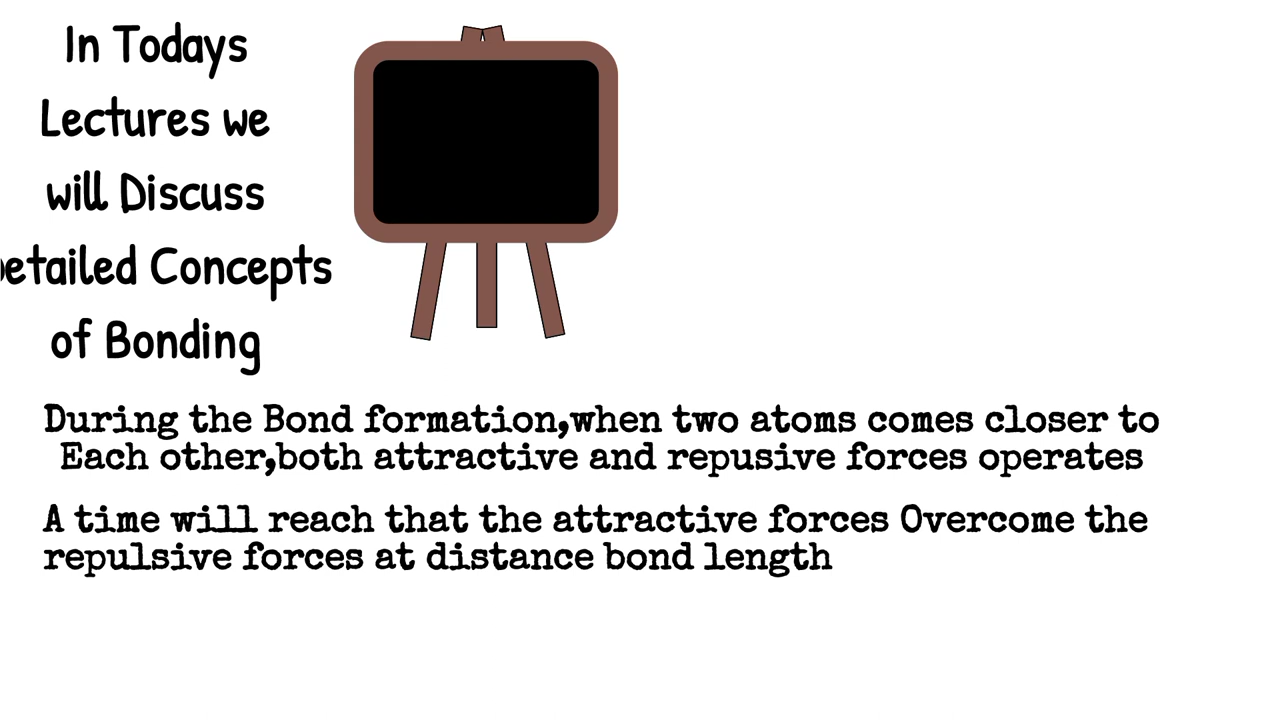 In Todays
Lectures we
will Discuss
Detailed Concepts
of Bonding
During the Bond formation,when two atoms comes closer to
Each other,both attractive and repusive forces operates
A time will reach that the attractive forces Overcome the
repulsive forces at distance bond length